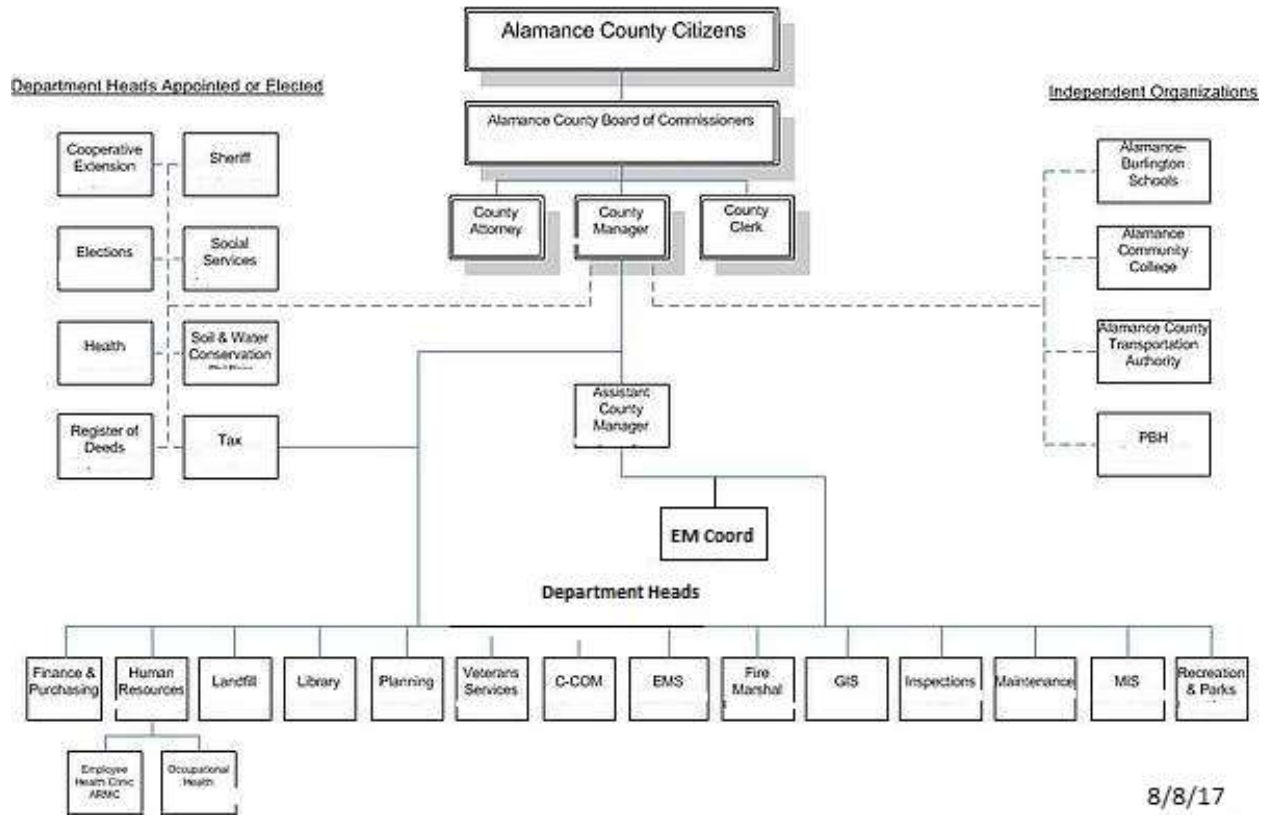 Alamance County Citizens
Department Heads Appointed or Elected
Independent Organizations
Alamance County Board of Commissioners
Cooperative
Extension
Sheriff
Alamance-
Burlington
Schools
County
Attorney
County
Manager
County
Clerk
Elections
Social
Services
Alamance
Community
College
Health
Soil & Water
Conservation
Alamance County
Transportation
Authority
Assistant
County
Manager
Register of
Deeds
Tax
PBH
EM Coord
Department Heads
Finance &
Purchasing
Human
Resources
Landfill
Library
Planning
Veterans
Services
C-COM
EMS
Fire
Marshal
GIS
Inspections
Maintenance
MIS
Recreation
& Parks
Employee
Health Clinic
ARMC
Occupational
Health
8/8/17